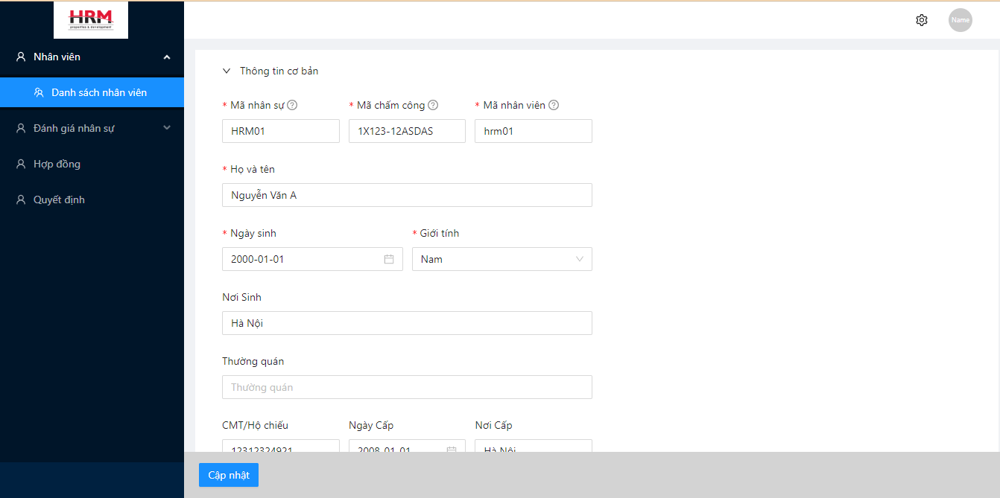 HRM
properties & development
Name
Nhân viên
Danh sách nhân viên
Đánh giá nhân sự
Hợp đồng
Quyết định
Thông tin cơ bản
* Mã nhân sự
* Mã chấm công
* Mã nhân viên
HRM01
1X123-12ASDAS
hrm01
* Họ và tên
Nguyễn Văn A
* Ngày sinh
* Giới tính
2000-01-01
Nam
Nơi Sinh
Hà Nội
Thường quán
Thường quán
CMT/Hộ chiếu
Ngày Cấp
Nơi Cấp
12312324921
2008-01-01
Hà Nội
Cập nhật